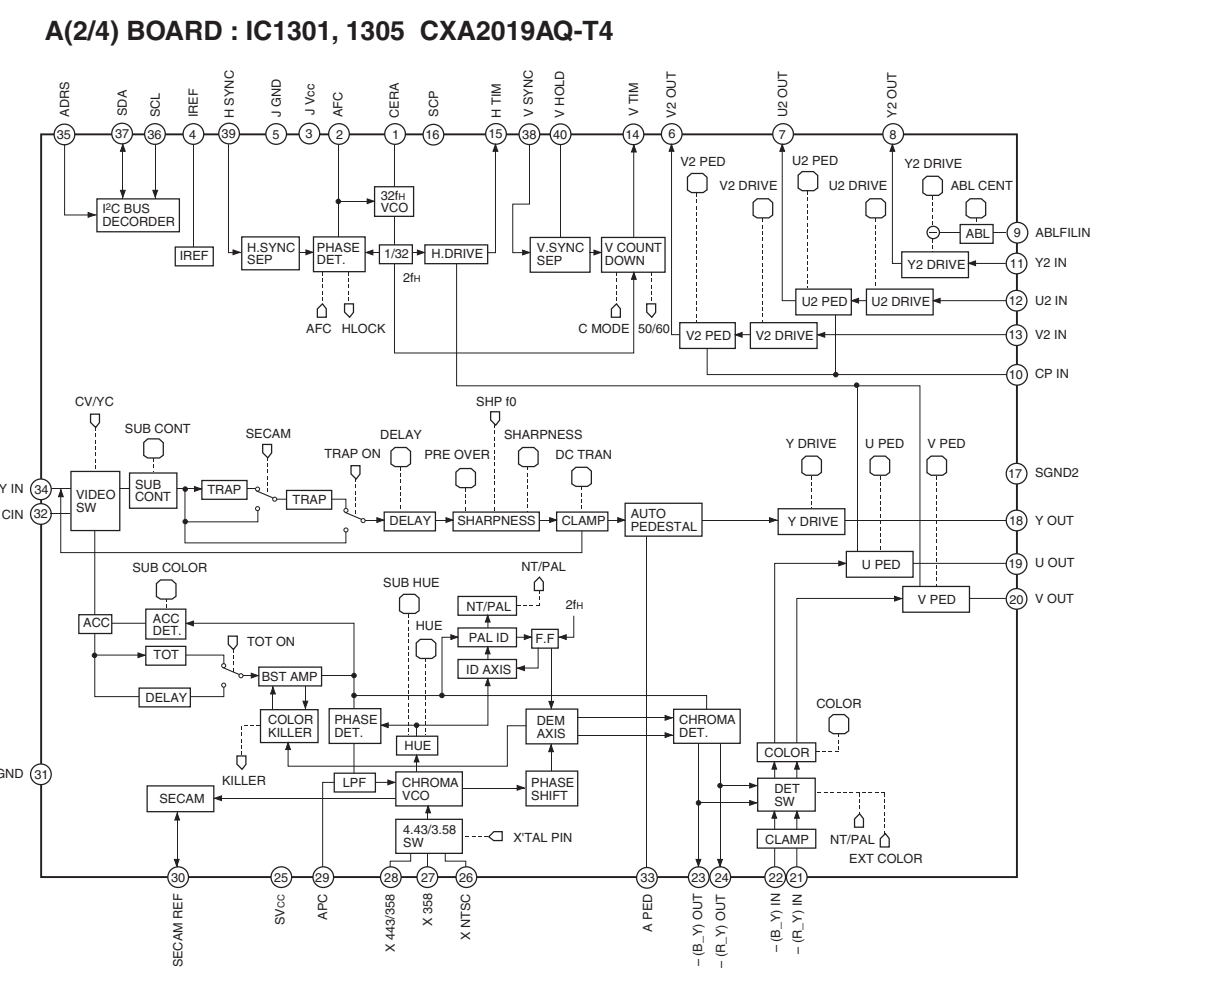 A(2/4) BOARD : IC1301, 1305 CXA2019AQ-T4
ADRS
SDA
SCL
IREF
H SYNC
J GND
J Vcc
AFC
CERA
SCP
H TIM
V SYNC
V HOLD
V TIM
V2 OUT
U2 OUT
Y2 OUT
35
37
36
4
39
5
3
2
1
16
15
38
40
14
6
7
8
V2 PED
U2 PED
Y2 DRIVE
V2 DRIVE
U2 DRIVE
ABL CENT
I²C BUS
DECORDER
32fH
VCO
ABL
9
ABLFILIN
IREF
H.SYNC
SEP
PHASE
DET.
1/32
H.DRIVE
2fH
V.SYNC
SEP
V COUNT
DOWN
Y2 DRIVE
11
Y2 IN
U2 PED
U2 DRIVE
12
U2 IN
AFC
HLOCK
C MODE
50/60
V2 PED
V2 DRIVE
13
V2 IN
10
CP IN
CV/YC
SHP f0
SUB CONT
SECAM
DELAY
SHARPNESS
TRAP ON
PRE OVER
DC TRAN
Y DRIVE
U PED
V PED
17
SGND2
Y IN
34
CIN
32
VIDEO
SW
SUB
CONT
TRAP
TRAP
DELAY
SHARPNESS
CLAMP
AUTO
PEDESTAL
Y DRIVE
18
Y OUT
U PED
19
U OUT
V PED
20
V OUT
SUB COLOR
SUB HUE
NT/PAL
2fH
ACC
ACC
DET.
HUE
NT/PAL
PAL ID
F.F
TOT
TOT ON
ID AXIS
DELAY
BST AMP
COLOR
KILLER
PHASE
DET.
HUE
DEM
AXIS
CHROMA
DET.
COLOR
COLOR
GND
31
KILLER
LPF
CHROMA
VCO
PHASE
SHIFT
DET
SW
SECAM
4.43/3.58
SW
X'TAL PIN
CLAMP
NT/PAL
EXT COLOR
30
25
29
28
27
26
33
23
24
22
21
SECAM REF
SVcc
APC
X 443/358
X 358
X NTSC
A PED
– (B_Y) OUT
– (R_Y) OUT
– (B_Y) IN
– (R_Y) IN